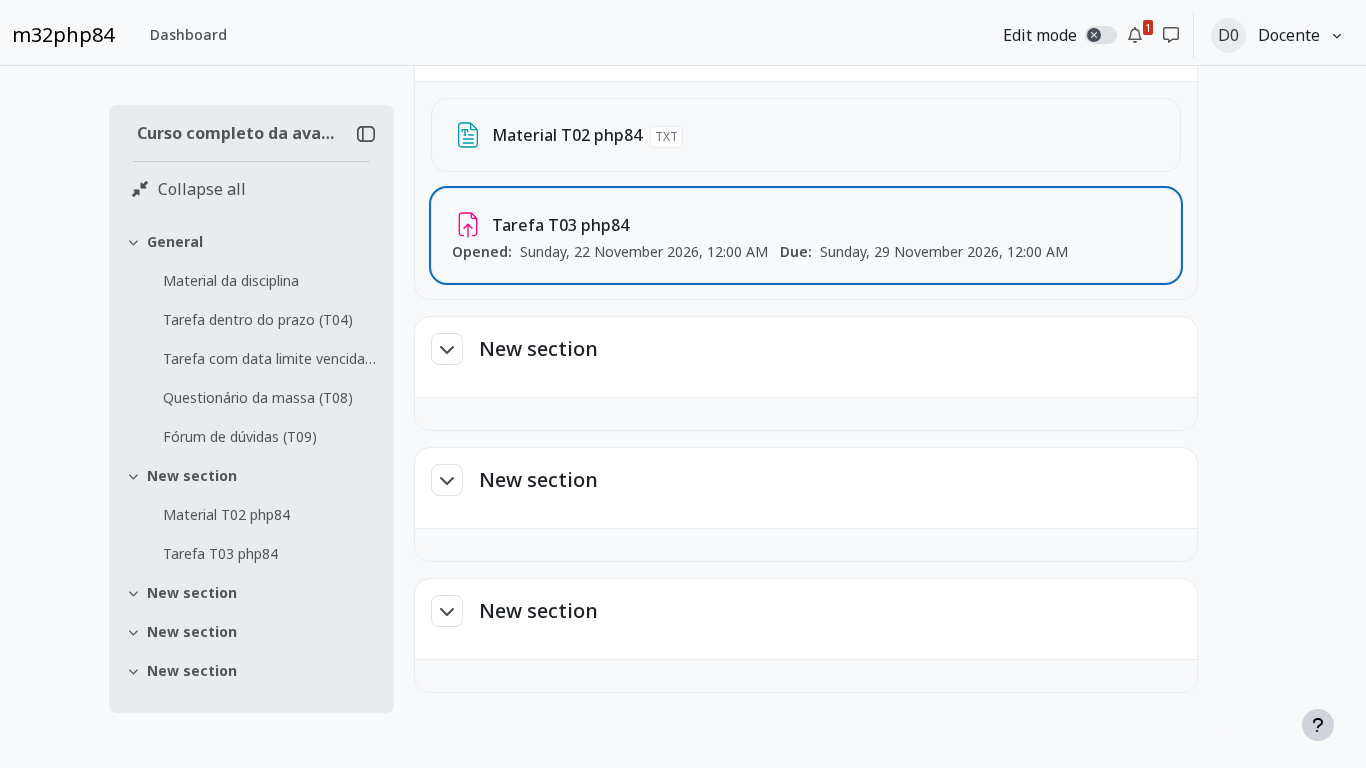 m32php84
Dashboard
Edit mode
1
D0
Docente
Curso completo da ava...
Collapse all
General
Material da disciplina
Tarefa dentro do prazo (T04)
Tarefa com data limite vencida...
Questionário da massa (T08)
Fórum de dúvidas (T09)
New section
Material T02 php84
Tarefa T03 php84
New section
New section
New section
Material T02 php84 TXT
Tarefa T03 php84
Opened: Sunday, 22 November 2026, 12:00 AM Due: Sunday, 29 November 2026, 12:00 AM
New section
New section
New section
?